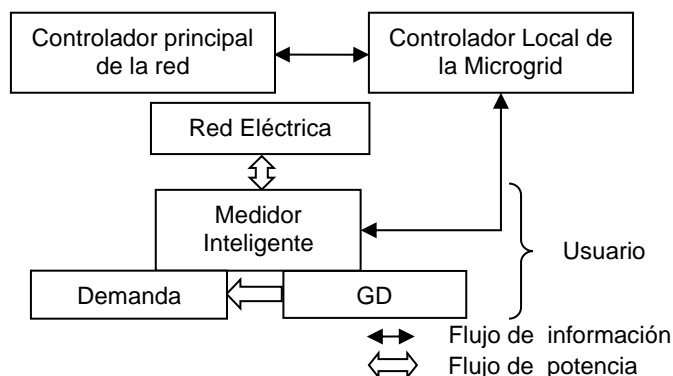 Controlador principal
de la red
Controlador Local de
la Microgrid
Red Eléctrica
Medidor
Inteligente
Usuario
Demanda
GD
Flujo de información
Flujo de potencia